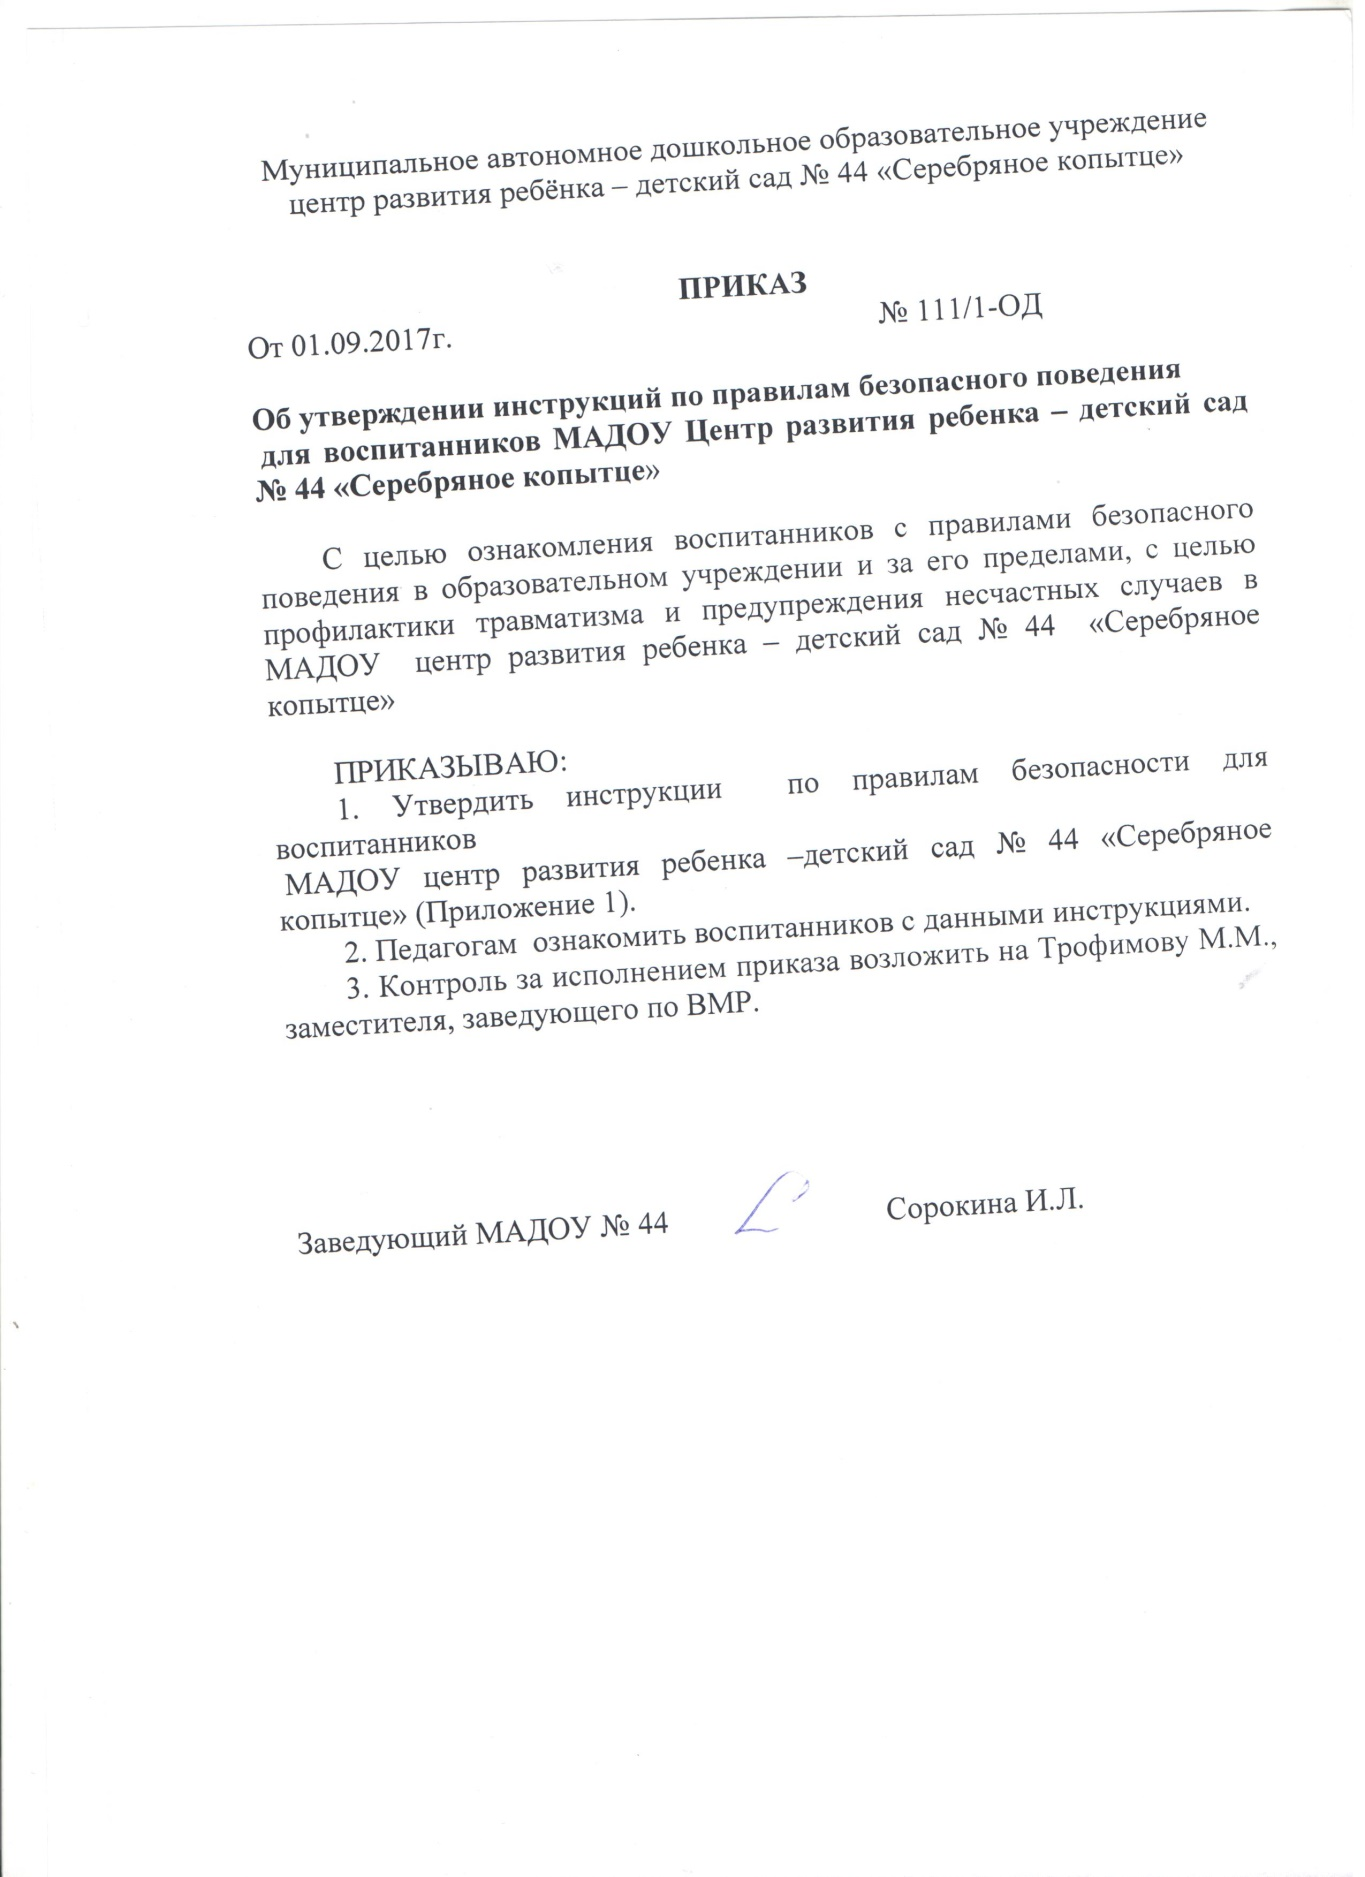 Муниципальное автономное дошкольное образовательное учреждение
центр развития ребёнка – детский сад № 44 «Серебряное копытце»
ПРИКАЗ
№ 111/1-ОД
От 01.09.2017г.
Об утверждении инструкций по правилам безопасного поведения
для воспитанников МАДОУ Центр развития ребенка – детский сад
№ 44 «Серебряное копытце»
С целью ознакомления воспитанников с правилами безопасного
поведения в образовательном учреждении и за его пределами, с целью
профилактики травматизма и предупреждения несчастных случаев в
МАДОУ центр развития ребенка – детский сад № 44 «Серебряное
копытце»
ПРИКАЗЫВАЮ:
1. Утвердить инструкции по правилам безопасности для
воспитанников
МАДОУ центр развития ребенка –детский сад № 44 «Серебряное
копытце» (Приложение 1).
2. Педагогам ознакомить воспитанников с данными инструкциями.
3. Контроль за исполнением приказа возложить на Трофимову М.М.,
заместителя, заведующего по ВМР.
Заведующий МАДОУ № 44 Сорокина И.Л.